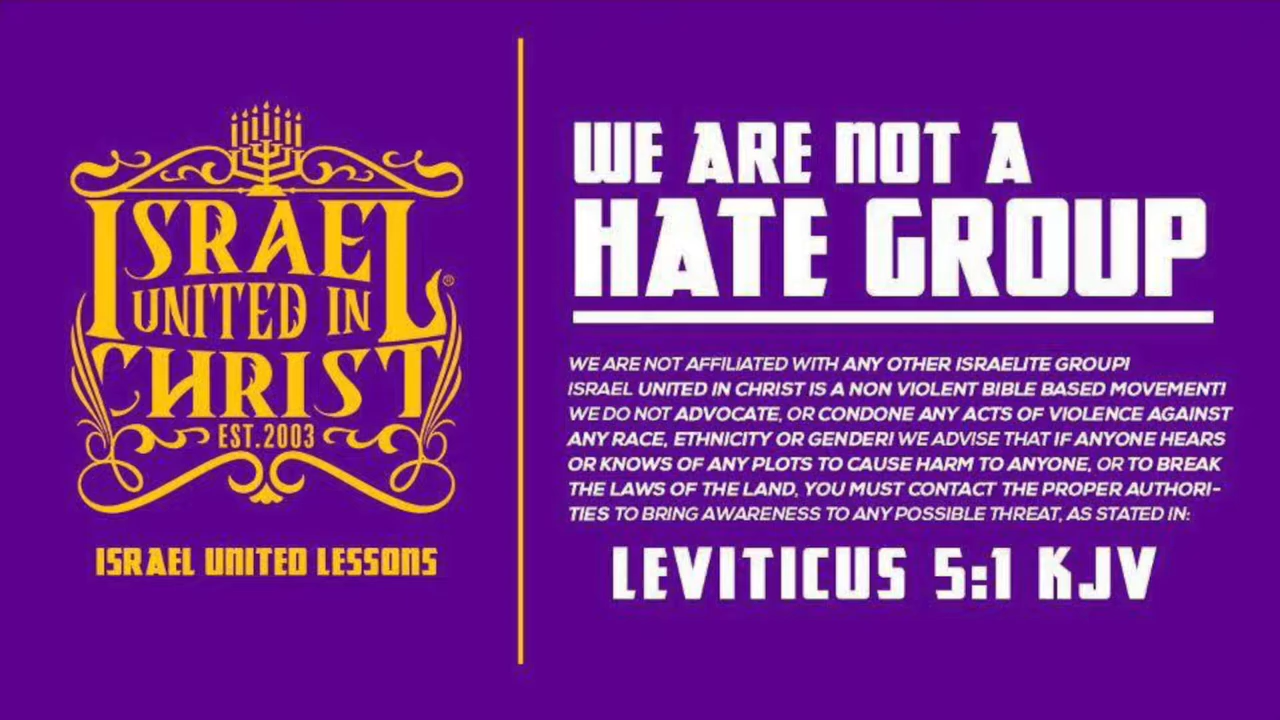 ISRAEL
UNITED IN
CHRIST
®
EST. 2003
ISRAEL UNITED LESSONS
WE ARE NOT A
HATE GROUP
WE ARE NOT AFFILIATED WITH ANY OTHER ISRAELITE GROUP!
ISRAEL UNITED IN CHRIST IS A NON VIOLENT BIBLE BASED MOVEMENT!
WE DO NOT ADVOCATE, OR CONDONE ANY ACTS OF VIOLENCE AGAINST
ANY RACE, ETHNICITY OR GENDER! WE ADVISE THAT IF ANYONE HEARS
OR KNOWS OF ANY PLOTS TO CAUSE HARM TO ANYONE, OR TO BREAK
THE LAWS OF THE LAND, YOU MUST CONTACT THE PROPER AUTHORI-
TIES TO BRING AWARENESS TO ANY POSSIBLE THREAT, AS STATED IN:
LEVITICUS 5:1 KJV